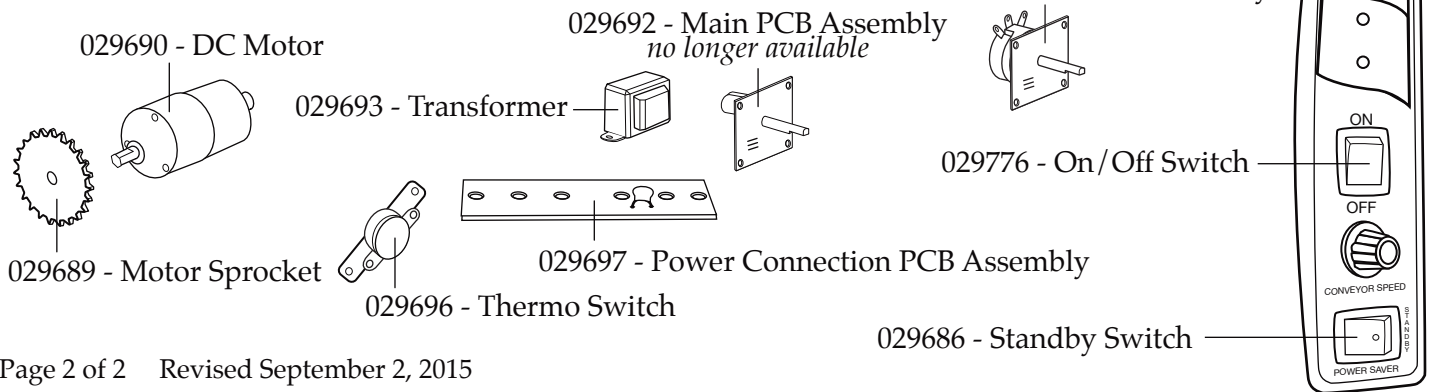 029692 - Main PCB Assembly
no longer available
029690 - DC Motor
029693 - Transformer
ON
029776 - On/Off Switch
OFF
029689 - Motor Sprocket
029697 - Power Connection PCB Assembly
CONVEYOR SPEED
029696 - Thermo Switch
029686 - Standby Switch
STANDBY
POWER SAVER
Page 2 of 2 Revised September 2, 2015